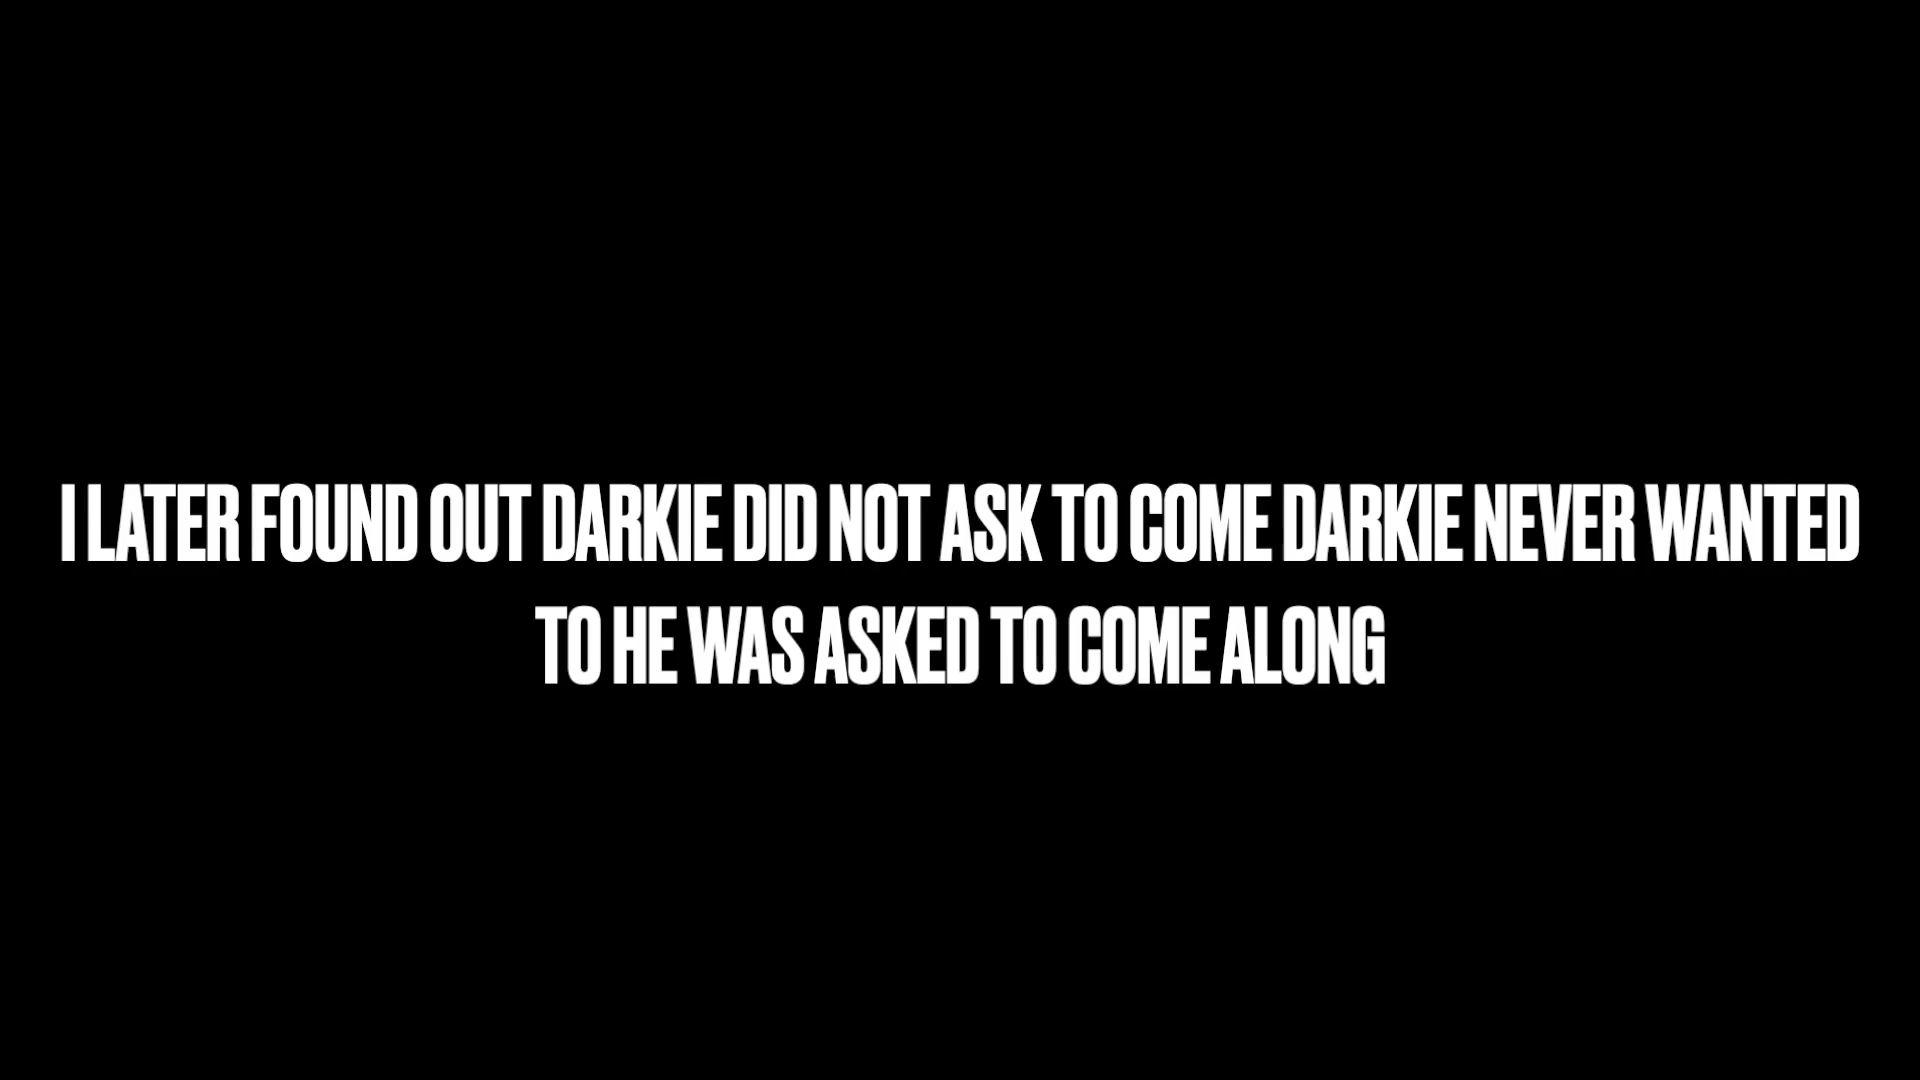 I LATER FOUND OUT DARKIE DID NOT ASK TO COME DARKIE NEVER WANTED
TO HE WAS ASKED TO COME ALONG